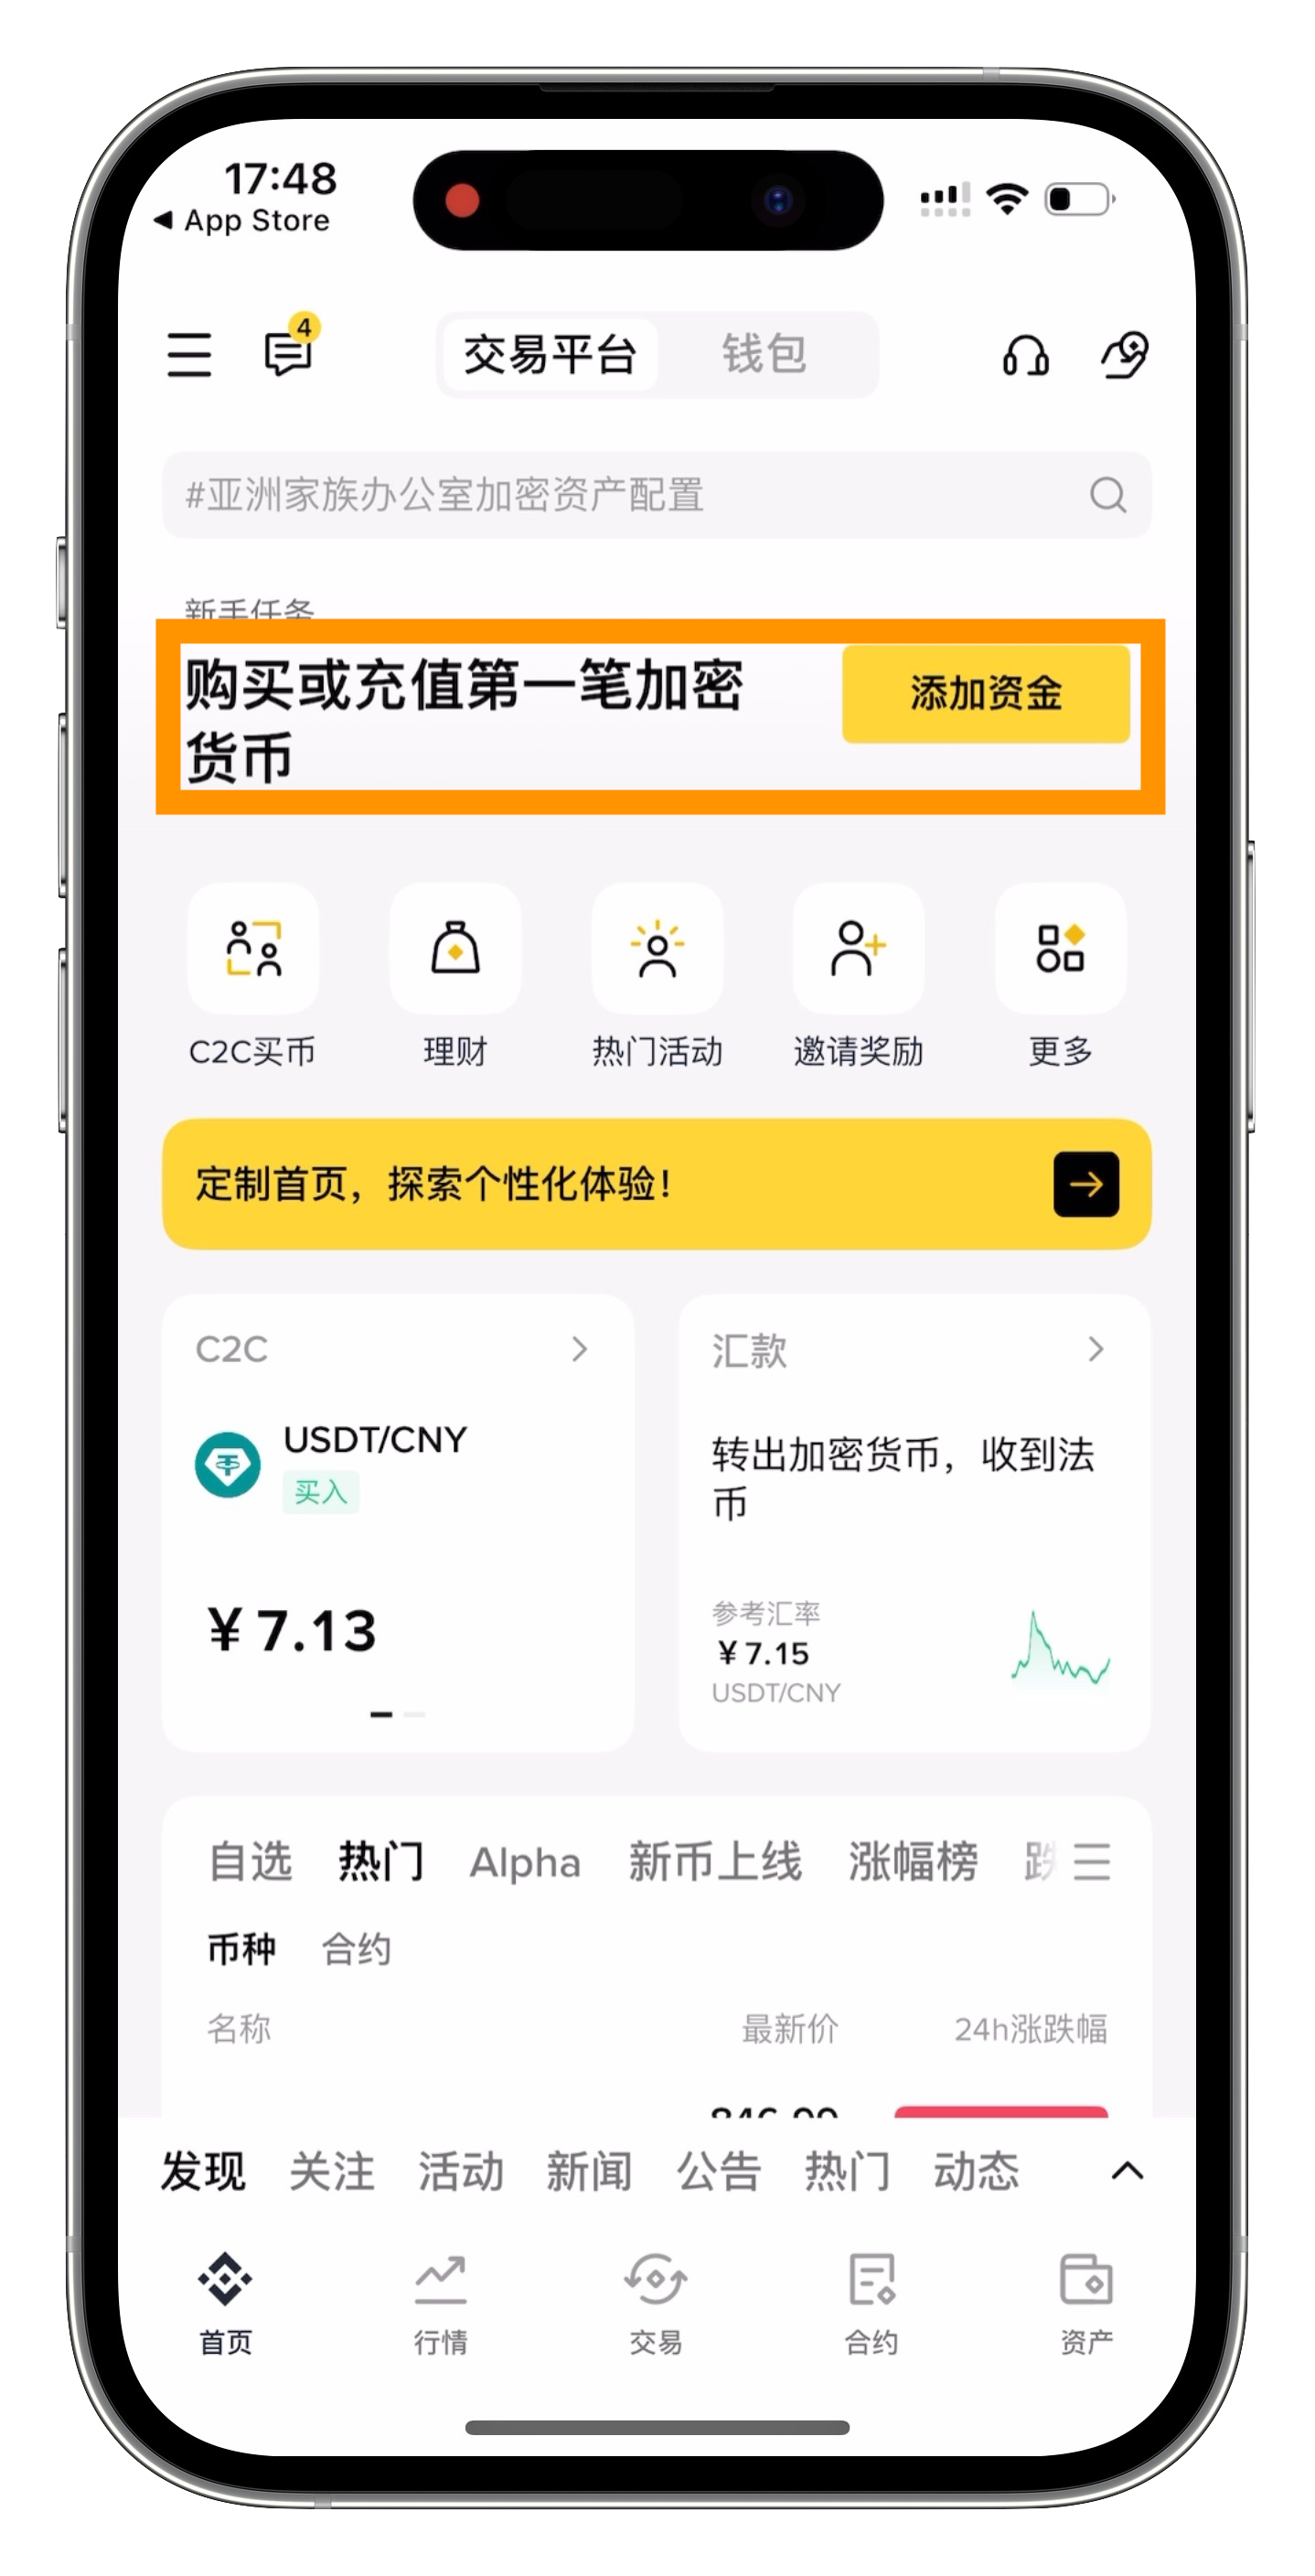 17:48
App Store
4
交易平台 钱包
#亚洲家族办公室加密资产配置
新手任务
购买或充值第一笔加密
货币
添加资金
C2C买币 理财 热门活动 邀请奖励 更多
定制首页，探索个性化体验！
C2C
USDT/CNY
买入
¥7.13
汇款
转出加密货币，收到法
币
参考汇率
¥7.15
USDT/CNY
自选 热门 Alpha 新币上线 涨幅榜
币种 合约
名称 最新价 24h涨跌幅
发现 关注 活动 新闻 公告 热门 动态
首页 行情 交易 合约 资产